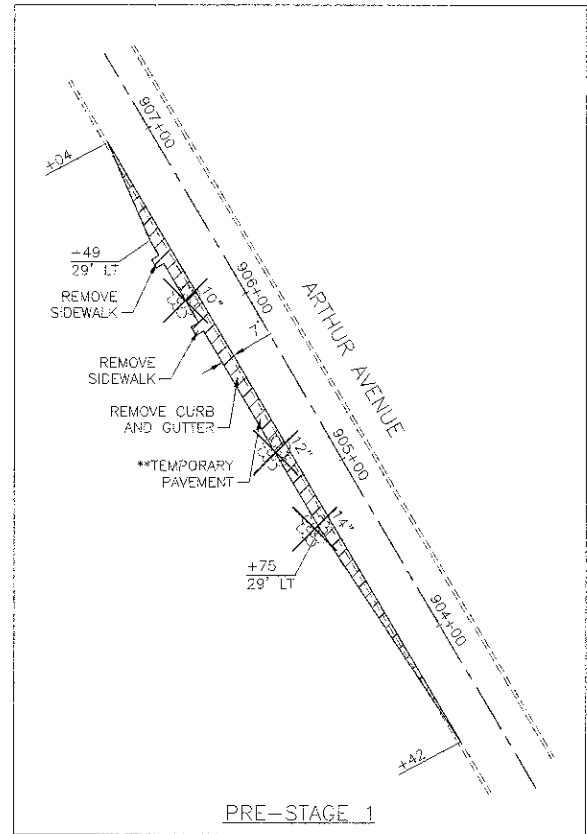 907+00
+04
-49
29' LT
REMOVE
SIDEWALK
10"
906+00
ARTHUR AVENUE
7'
REMOVE
SIDEWALK
REMOVE CURB
AND GUTTER
905+00
12"
**TEMPORARY
PAVEMENT
14"
+75
29' LT
904+00
+42
PRE-STAGE 1